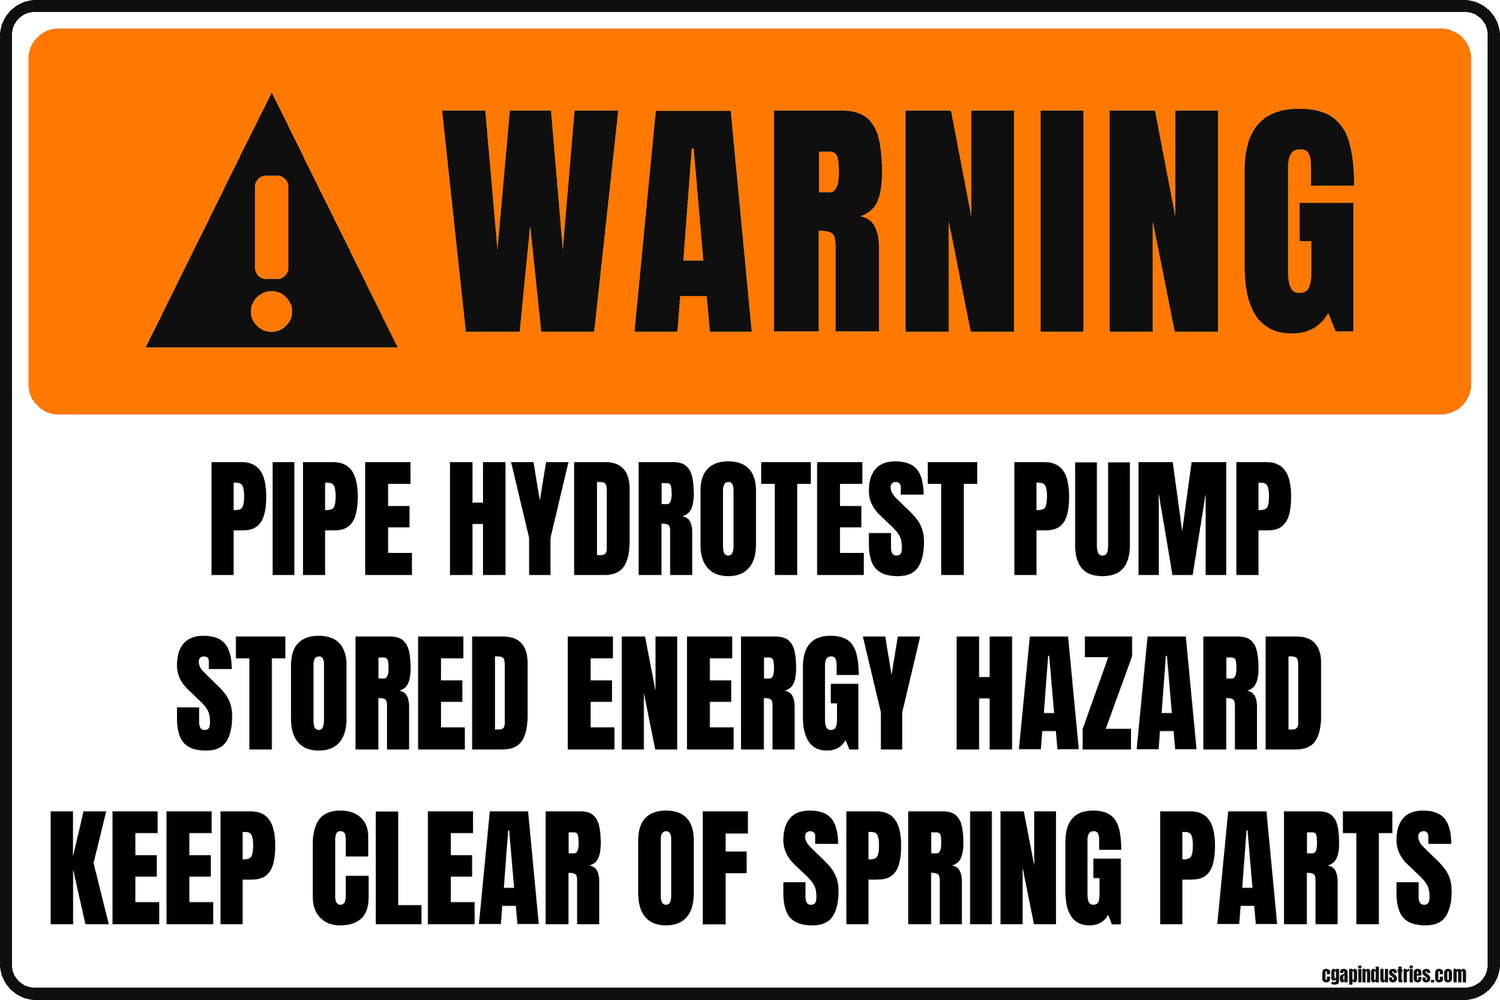 WARNING
PIPE HYDROTEST PUMP
STORED ENERGY HAZARD
KEEP CLEAR OF SPRING PARTS
cgapindustries.com